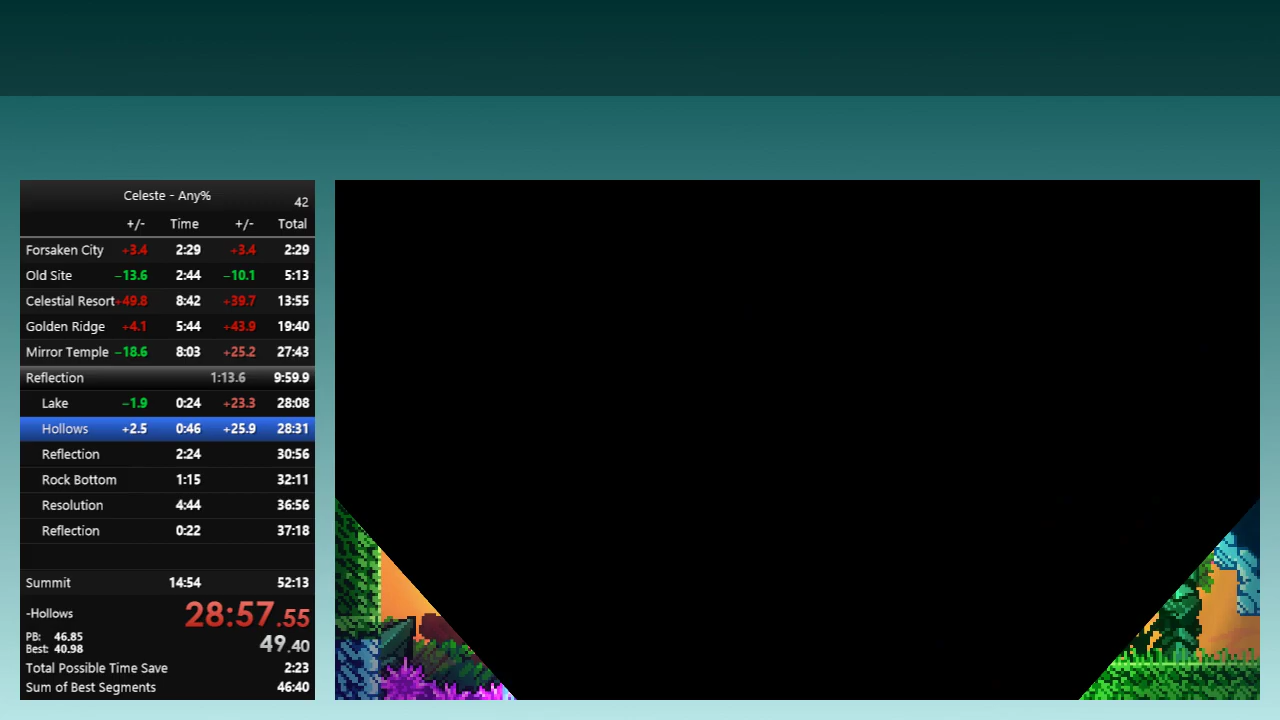 Celeste - Any%
42
+/- Time +/- Total
Forsaken City +3.4 2:29 +3.4 2:29
Old Site −13.6 2:44 −10.1 5:13
Celestial Resort +49.8 8:42 +39.7 13:55
Golden Ridge +4.1 5:44 +43.9 19:40
Mirror Temple −18.6 8:03 +25.2 27:43
Reflection 1:13.6 9:59.9
Lake −1.9 0:24 +23.3 28:08
Hollows +2.5 0:46 +25.9 28:31
Reflection 2:24 30:56
Rock Bottom 1:15 32:11
Resolution 4:44 36:56
Reflection 0:22 37:18
Summit 14:54 52:13
-Hollows 28:57.55
PB: 46.85 49.40
Best: 40.98
Total Possible Time Save 2:23
Sum of Best Segments 46:40